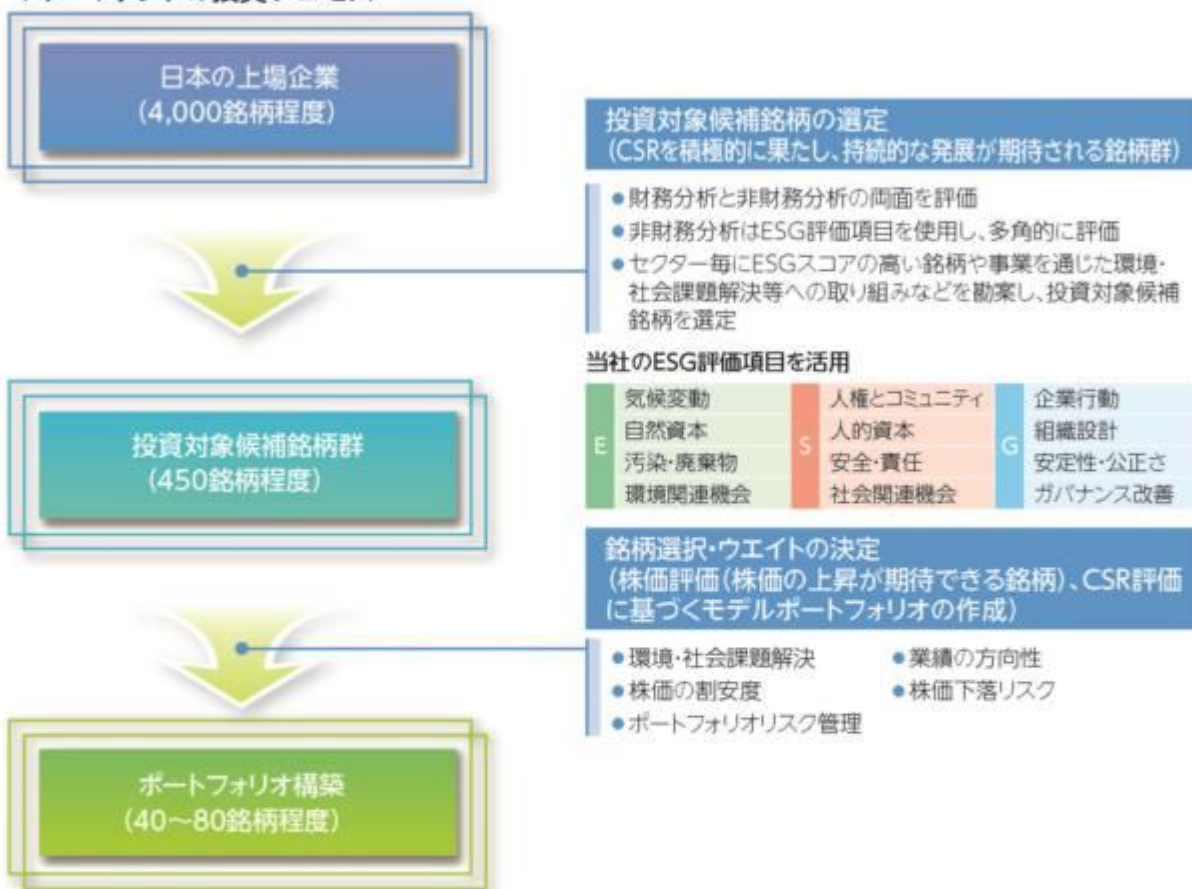 日本の上場企業
(4,000銘柄程度)
投資対象候補銘柄の選定
(CSRを積極的に果たし、持続的な発展が期待される銘柄群)
●財務分析と非財務分析の両面を評価
●非財務分析はESG評価項目を使用し、多角的に評価
●セクター毎にESGスコアの高い銘柄や事業を通じた環境・
社会課題解決等への取り組みなどを勘案し、投資対象候補
銘柄を選定
当社のESG評価項目を活用
E
気候変動
自然資本
汚染・廃棄物
環境関連機会
S
人権とコミュニティ
人的資本
安全・責任
社会関連機会
G
企業行動
組織設計
安定性・公正さ
ガバナンス改善
投資対象候補銘柄群
(450銘柄程度)
銘柄選択・ウエイトの決定
(株価評価(株価の上昇が期待できる銘柄)、CSR評価
に基づくモデルポートフォリオの作成)
●環境・社会課題解決
●業績の方向性
●株価の割安度
●株価下落リスク
●ポートフォリオリスク管理
ポートフォリオ構築
(40～80銘柄程度)